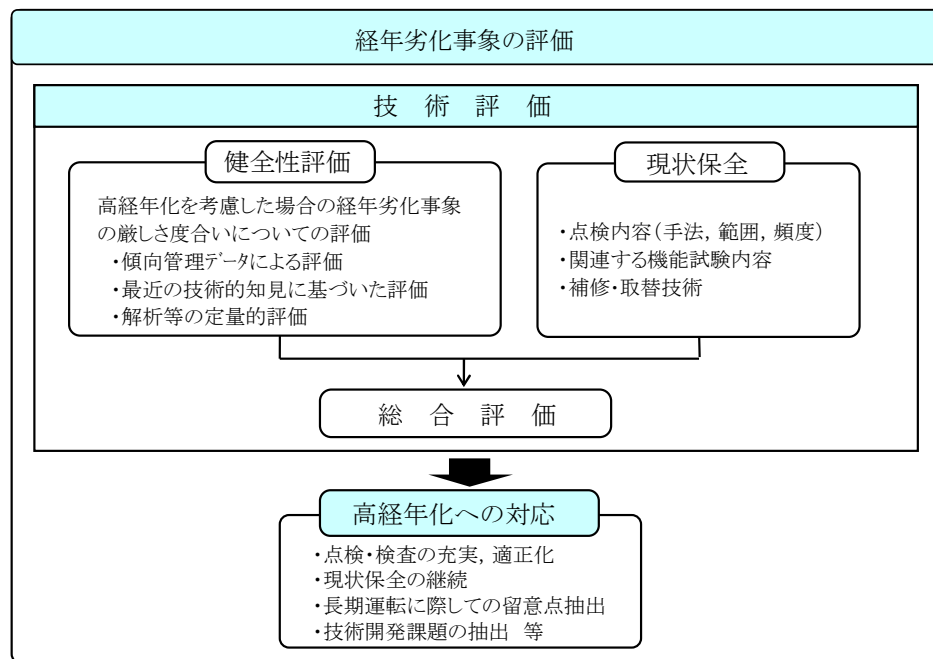 経年劣化事象の評価
技 術 評 価
健全性評価
高経年化を考慮した場合の経年劣化事象
の厳しさ度合いについての評価
・傾向管理ﾃﾞｰﾀによる評価
・最近の技術的知見に基づいた評価
・解析等の定量的評価
現状保全
・点検内容(手法, 範囲, 頻度)
・関連する機能試験内容
・補修・取替技術
総 合 評 価
高経年化への対応
・点検・検査の充実, 適正化
・現状保全の継続
・長期運転に際しての留意点抽出
・技術開発課題の抽出 等